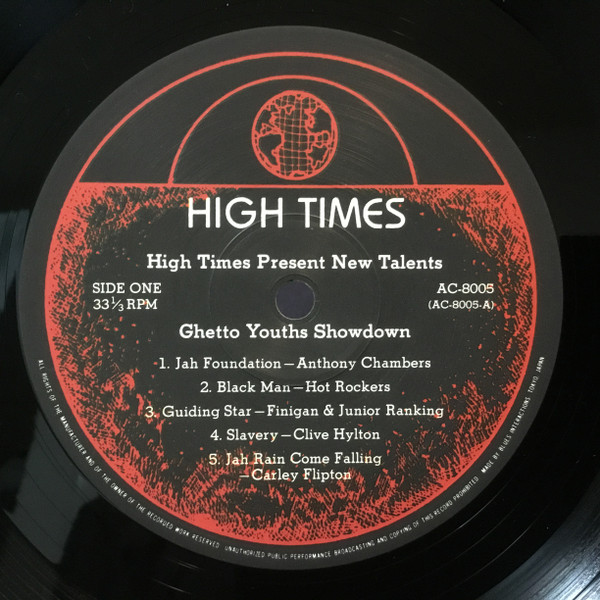 HIGH TIMES
High Times Present New Talents
SIDE ONE
33 1/3 RPM
AC-8005
(AC-8005-A)
Ghetto Youths Showdown
1. Jah Foundation—Anthony Chambers
2. Black Man—Hot Rockers
3. Guiding Star—Finigan & Junior Ranking
4. Slavery—Clive Hylton
5. Jah Rain Come Falling
—Carley Flipton
ALL RIGHTS OF THE MANUFACTURER AND OF THE OWNER OF THE RECORDED WORK RESERVED UNAUTHORIZED PUBLIC PERFORMANCE BROADCASTING AND COPYING OF THIS RECORD PROHIBITED MADE BY BLUES INTERACTIONS TOKYO JAPAN